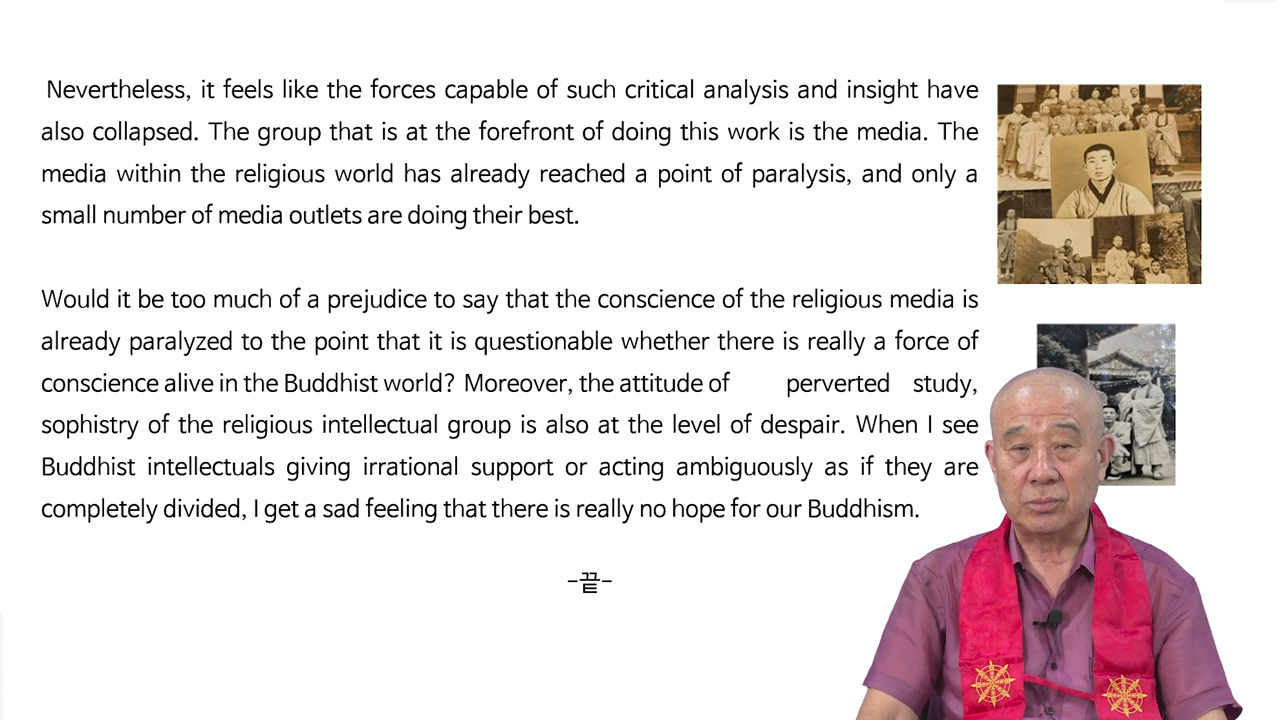 Nevertheless, it feels like the forces capable of such critical analysis and insight have
also collapsed. The group that is at the forefront of doing this work is the media. The
media within the religious world has already reached a point of paralysis, and only a
small number of media outlets are doing their best.
Would it be too much of a prejudice to say that the conscience of the religious media is
already paralyzed to the point that it is questionable whether there is really a force of
conscience alive in the Buddhist world? Moreover, the attitude of perverted study,
sophistry of the religious intellectual group is also at the level of despair. When I see
Buddhist intellectuals giving irrational support or acting ambiguously as if they are
completely divided, I get a sad feeling that there is really no hope for our Buddhism.
-끝-